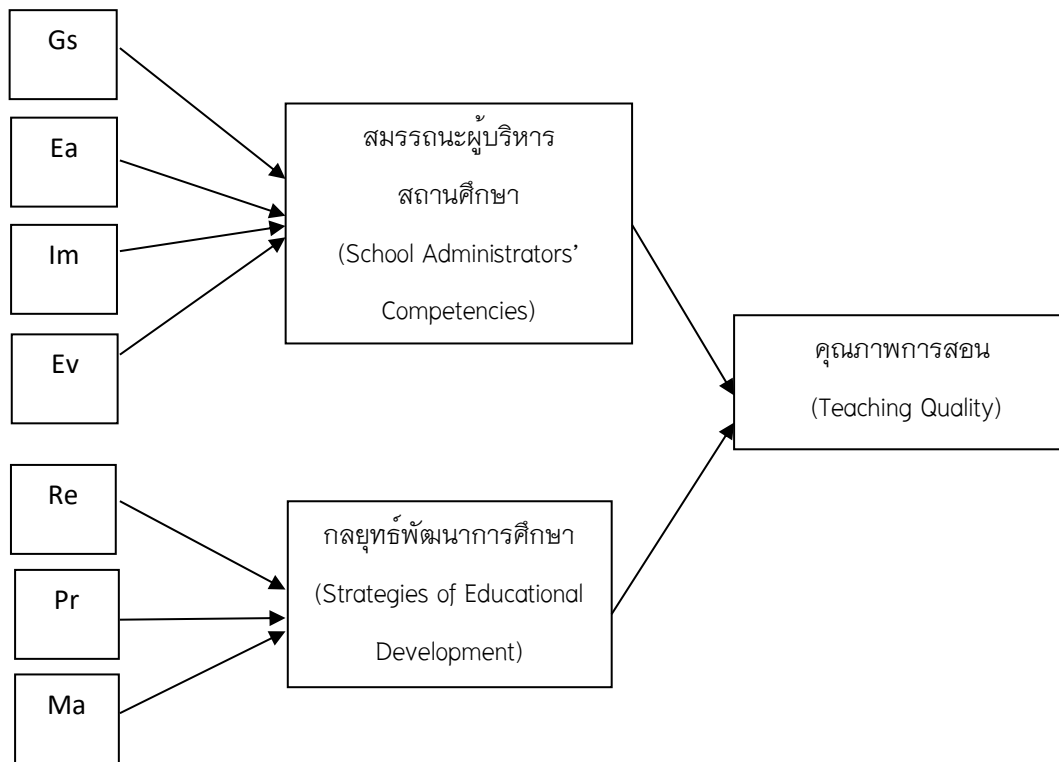 Gs
Ea
Im
Ev
สมรรถนะผู้บริหาร
สถานศึกษา
(School Administrators’
Competencies)
คุณภาพการสอน
(Teaching Quality)
Re
Pr
Ma
กลยุทธ์พัฒนาการศึกษา
(Strategies of Educational
Development)